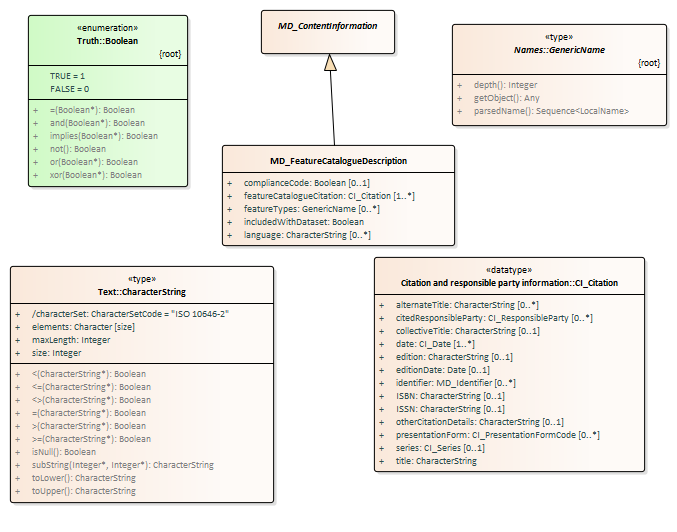 «enumeration»
Truth::Boolean
{root}
TRUE = 1
FALSE = 0
+ =(Boolean*): Boolean
+ and(Boolean*): Boolean
+ implies(Boolean*): Boolean
+ not(): Boolean
+ or(Boolean*): Boolean
+ xor(Boolean*): Boolean
MD_ContentInformation
«type»
Names::GenericName
{root}
+ depth(): Integer
+ getObject(): Any
+ parsedName(): Sequence<LocalName>
MD_FeatureCatalogueDescription
+ complianceCode: Boolean [0..1]
+ featureCatalogueCitation: CI_Citation [1..*]
+ featureTypes: GenericName [0..*]
+ includedWithDataset: Boolean
+ language: CharacterString [0..*]
«type»
Text::CharacterString
+ /characterSet: CharacterSetCode = "ISO 10646-2"
+ elements: Character [size]
+ maxLength: Integer
+ size: Integer
+ <(CharacterString*): Boolean
+ <=(CharacterString*): Boolean
+ <>(CharacterString*): Boolean
+ =(CharacterString*): Boolean
+ >(CharacterString*): Boolean
+ >=(CharacterString*): Boolean
+ isNull(): Boolean
+ subString(Integer*, Integer*): CharacterString
+ toLower(): CharacterString
+ toUpper(): CharacterString
«datatype»
Citation and responsible party information::CI_Citation
+ alternateTitle: CharacterString [0..*]
+ citedResponsibleParty: CI_ResponsibleParty [0..*]
+ collectiveTitle: CharacterString [0..1]
+ date: CI_Date [1..*]
+ edition: CharacterString [0..1]
+ editionDate: Date [0..1]
+ identifier: MD_Identifier [0..*]
+ ISBN: CharacterString [0..1]
+ ISSN: CharacterString [0..1]
+ otherCitationDetails: CharacterString [0..1]
+ presentationForm: CI_PresentationFormCode [0..*]
+ series: CI_Series [0..1]
+ title: CharacterString